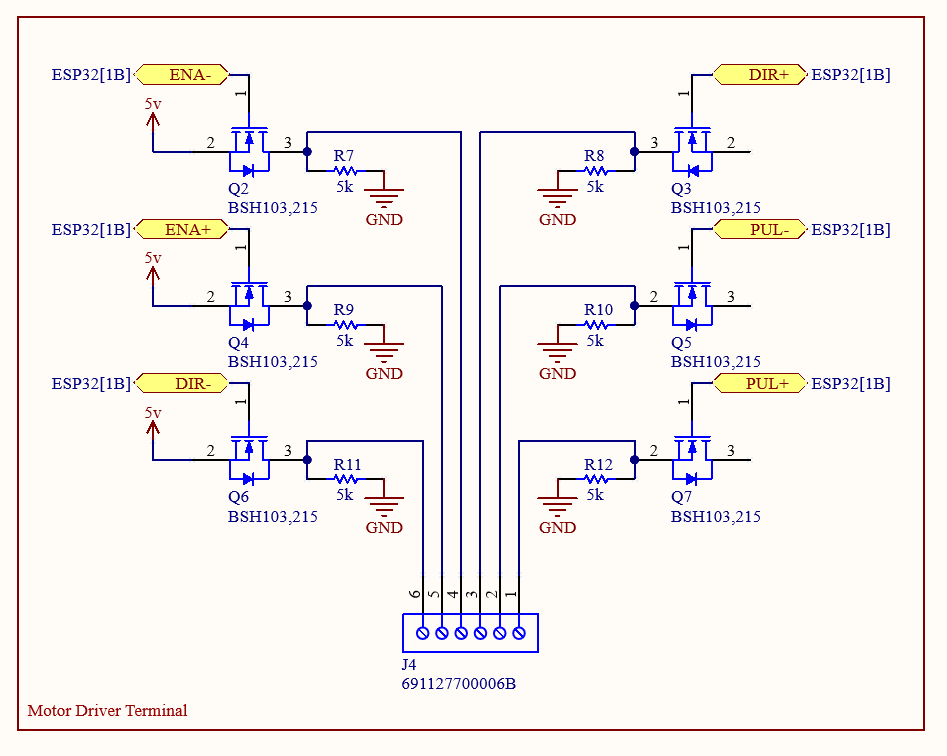 ESP32[1B] ENA- DIR+ ESP32[1B]
5v
1 1
2 3 R7 R8 3 2
Q2 5k 5k Q3
BSH103,215 GND GND BSH103,215
ESP32[1B] ENA+ PUL- ESP32[1B]
5v
1 1
2 3 R9 R10 2 3
Q4 5k 5k Q5
BSH103,215 GND GND BSH103,215
ESP32[1B] DIR- PUL+ ESP32[1B]
5v
1 1
2 3 R11 R12 2 3
Q6 5k 5k Q7
BSH103,215 GND GND BSH103,215
6 5 4 3 2 1
J4
691127700006B
Motor Driver Terminal